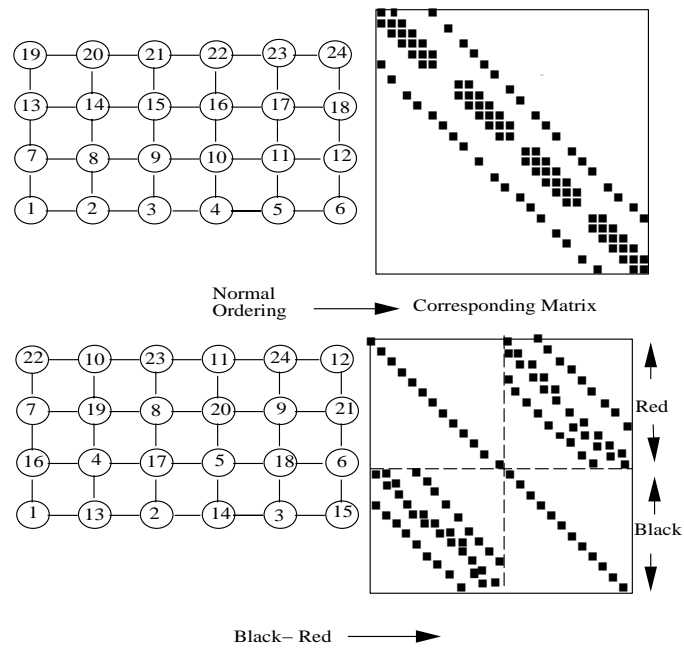 19 20 21 22 23 24
13 14 15 16 17 18
7 8 9 10 11 12
1 2 3 4 5 6
Normal
Ordering
Corresponding Matrix
22 10 23 11 24 12
7 19 8 20 9 21
16 4 17 5 18 6
1 13 2 14 3 15
Red
Black
Black– Red